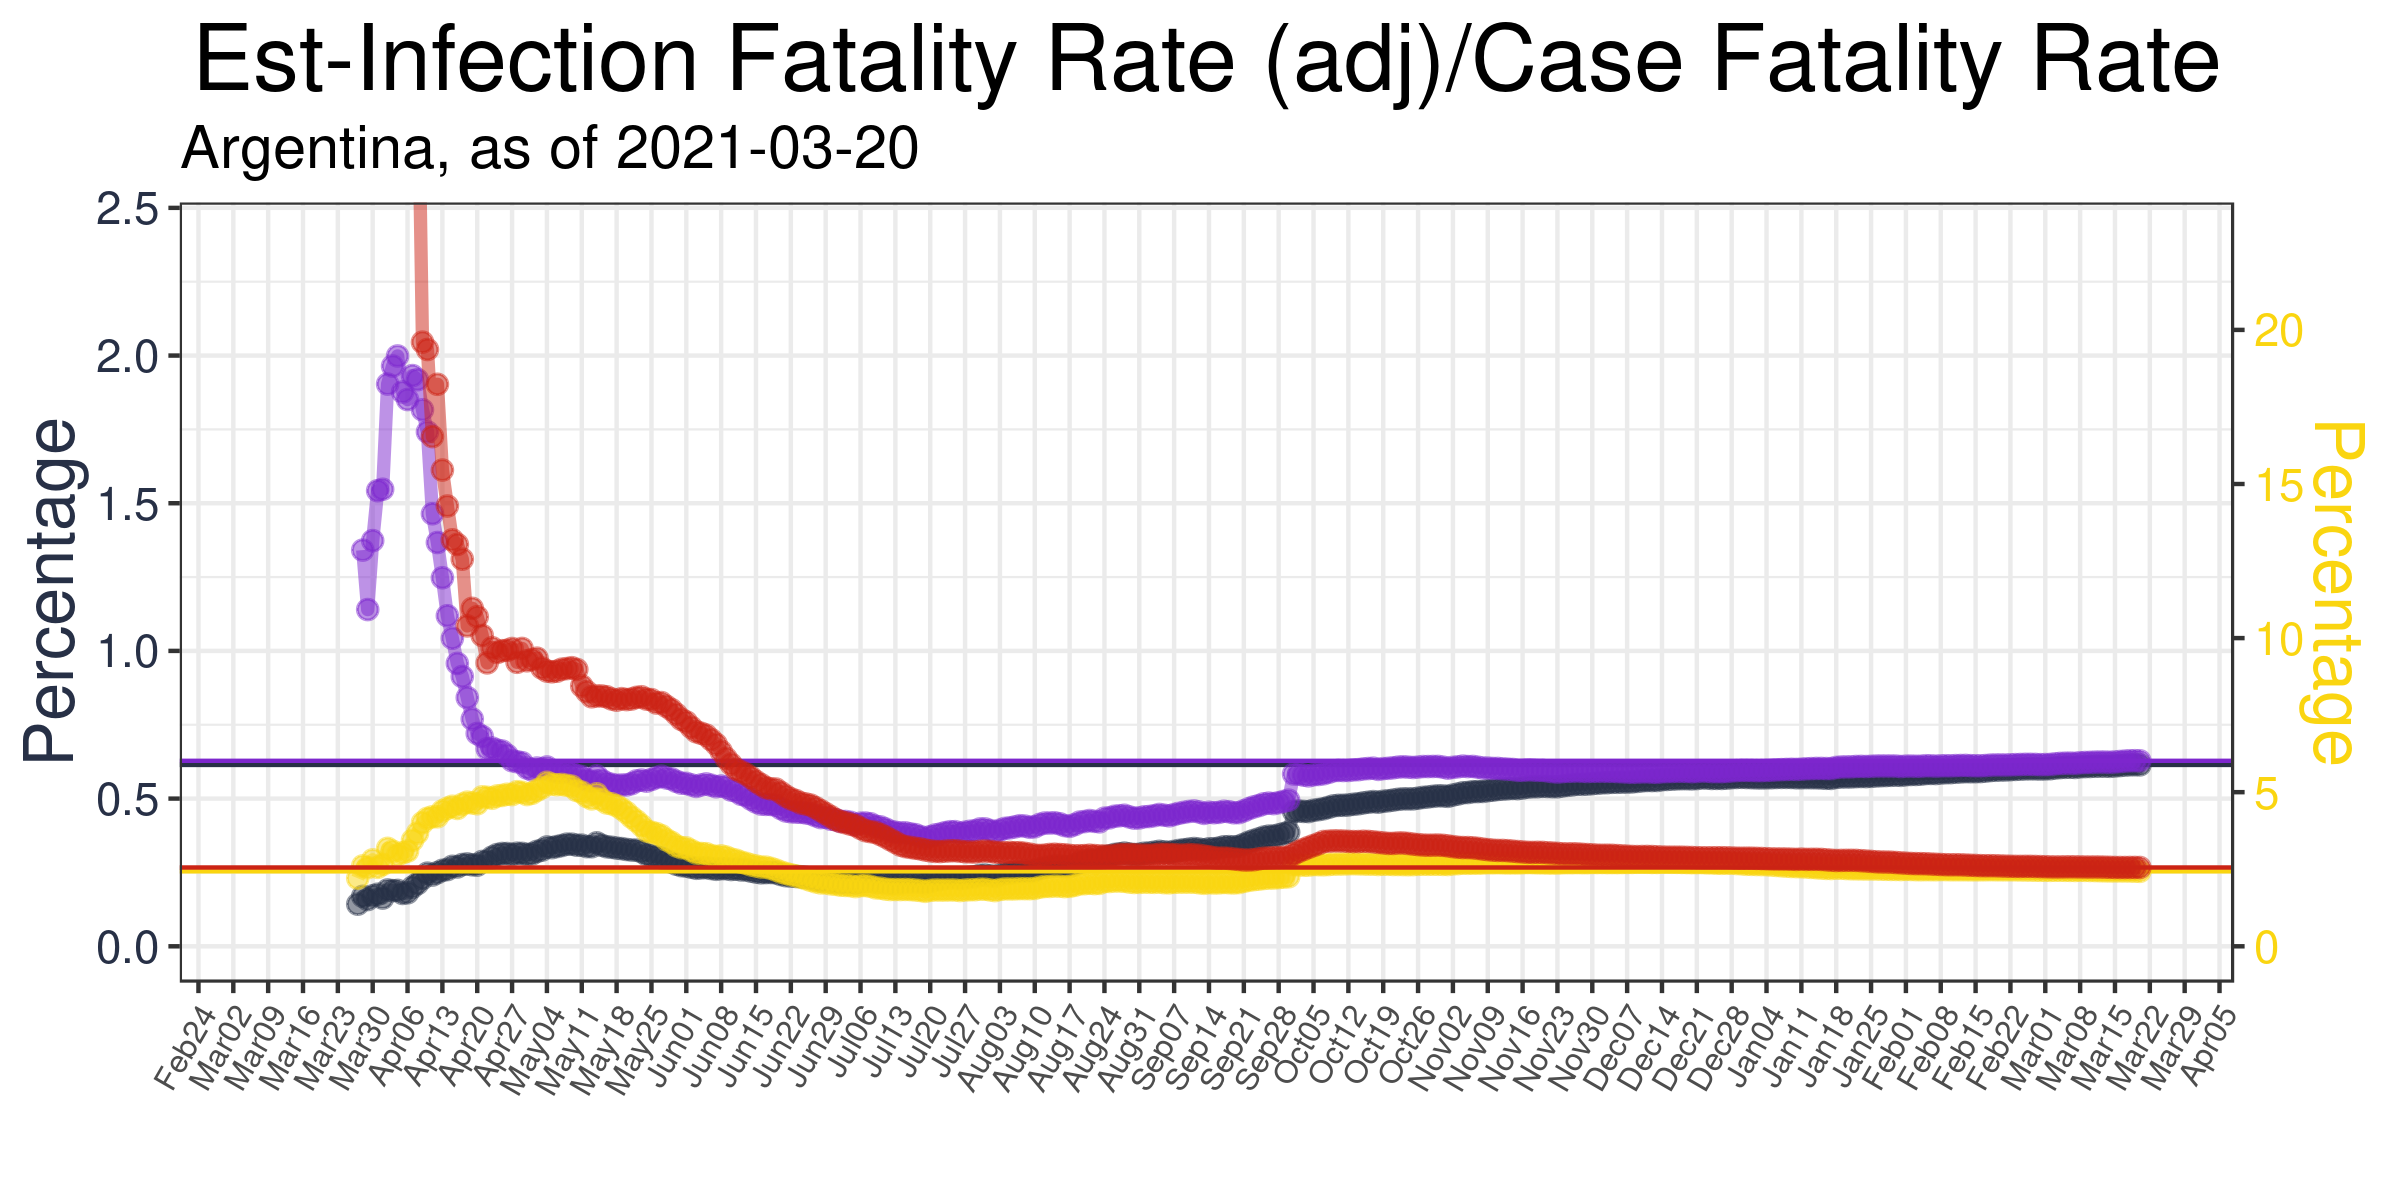 Est-Infection Fatality Rate (adj)/Case Fatality Rate
Argentina, as of 2021-03-20
Percentage
2.5
2.0
1.5
1.0
0.5
0.0
20
15
10
5
0
Percentage
Feb24
Mar02
Mar09
Mar16
Mar23
Mar30
Apr06
Apr13
Apr20
Apr27
May04
May11
May18
May25
Jun01
Jun08
Jun15
Jun22
Jun29
Jul06
Jul13
Jul20
Jul27
Aug03
Aug10
Aug17
Aug24
Aug31
Sep07
Sep14
Sep21
Sep28
Oct05
Oct12
Oct19
Oct26
Nov02
Nov09
Nov16
Nov23
Nov30
Dec07
Dec14
Dec21
Dec28
Dec04
Jan11
Jan18
Jan25
Feb01
Feb08
Feb15
Feb22
Mar01
Mar08
Mar15
Mar22
Mar29
Apr05